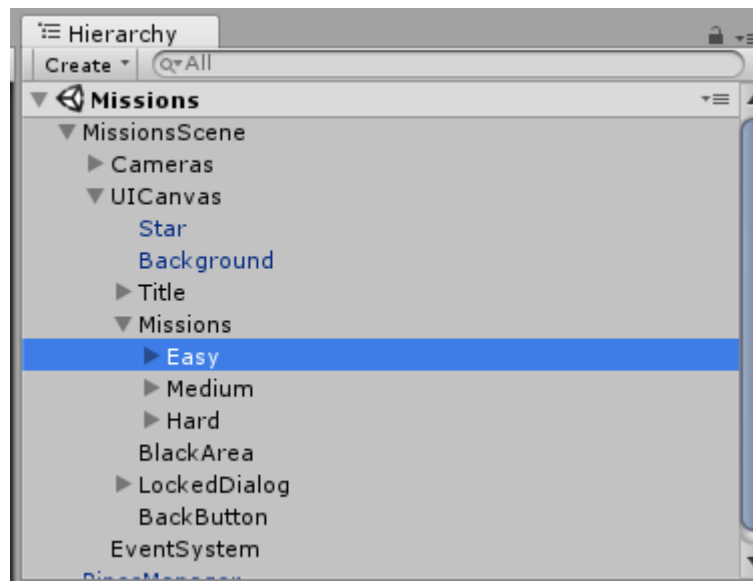 Hierarchy
Create All
Missions
MissionsScene
Cameras
UICanvas
Star
Background
Title
Missions
Easy
Medium
Hard
BlackArea
LockedDialog
BackButton
EventSystem